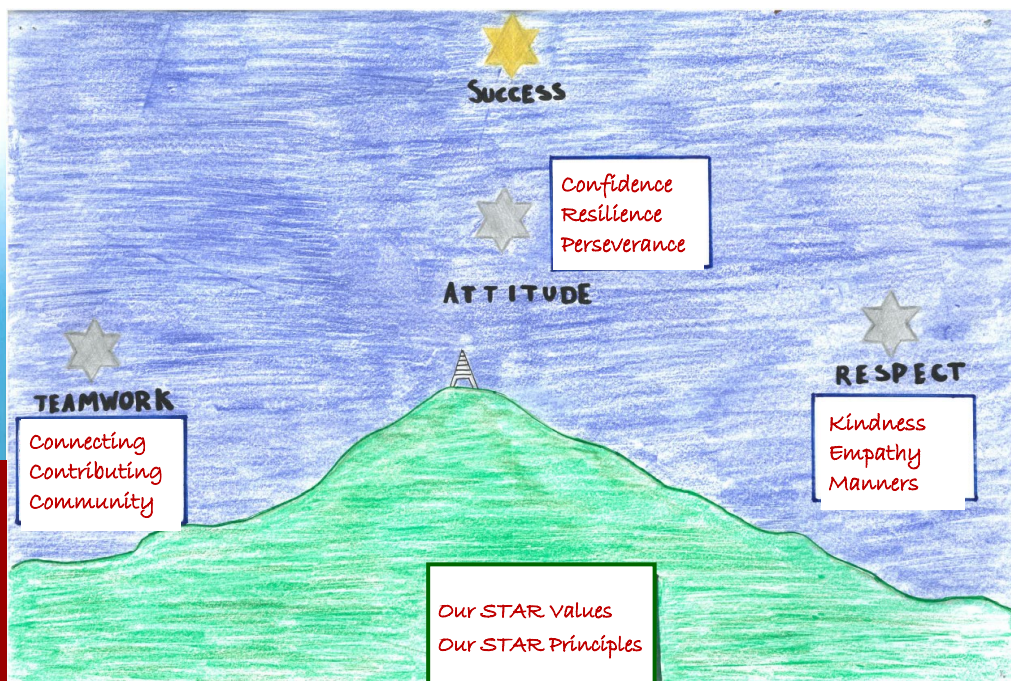 SUCCESS
Confidence
Resilience
Perseverance
ATTITUDE
TEAMWORK
Connecting
Contributing
Community
RESPECT
Kindness
Empathy
Manners
Our STAR Values
Our STAR Principles